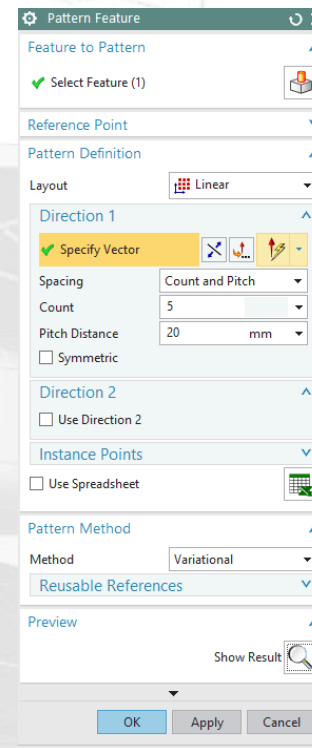 Pattern Feature
Feature to Pattern
Select Feature (1)
Reference Point
Pattern Definition
Layout Linear
Direction 1
Specify Vector
Spacing Count and Pitch
Count 5
Pitch Distance 20 mm
Symmetric
Direction 2
Use Direction 2
Instance Points
Use Spreadsheet
Pattern Method
Method Variational
Reusable References
Preview
Show Result
OK Apply Cancel